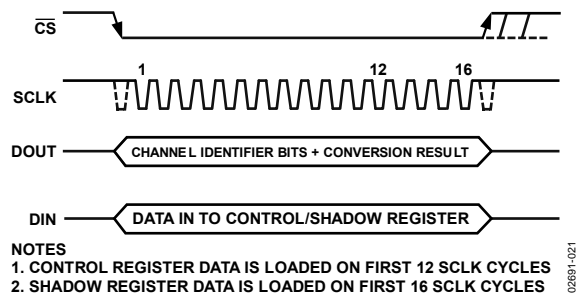 CS
1 12 16
SCLK
DOUT CHANNEL IDENTIFIER BITS + CONVERSION RESULT
DIN DATA IN TO CONTROL/SHADOW REGISTER
NOTES
1. CONTROL REGISTER DATA IS LOADED ON FIRST 12 SCLK CYCLES
2. SHADOW REGISTER DATA IS LOADED ON FIRST 16 SCLK CYCLES
02691-021